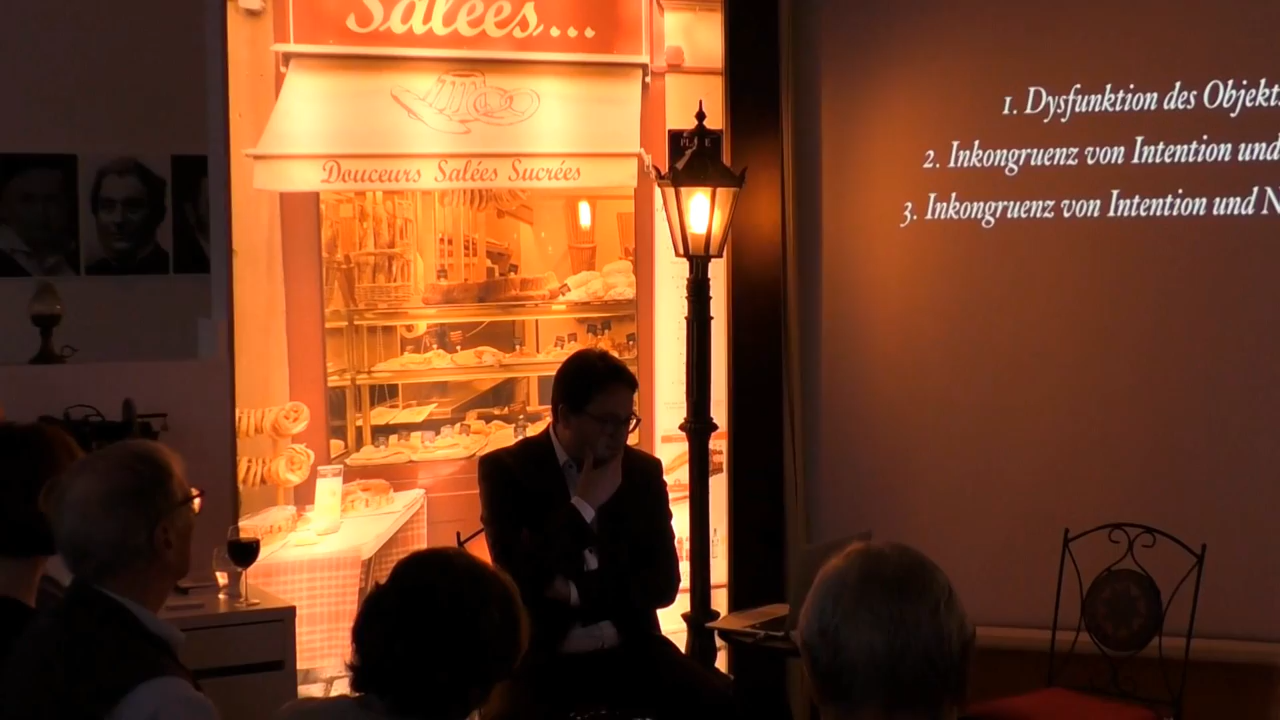 Salées...
Douceurs Salées Sucrées
1. Dysfunktion des Objekts
2. Inkongruenz von Intention und
3. Inkongruenz von Intention und N